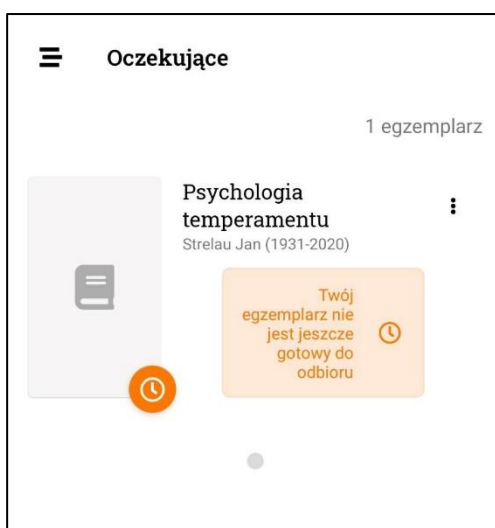 Oczekujące
1 egzemplarz
Psychologia
temperamentu
Strelau Jan (1931-2020)
Twój
egzemplarz nie
jest jeszcze
gotowy do
odbioru